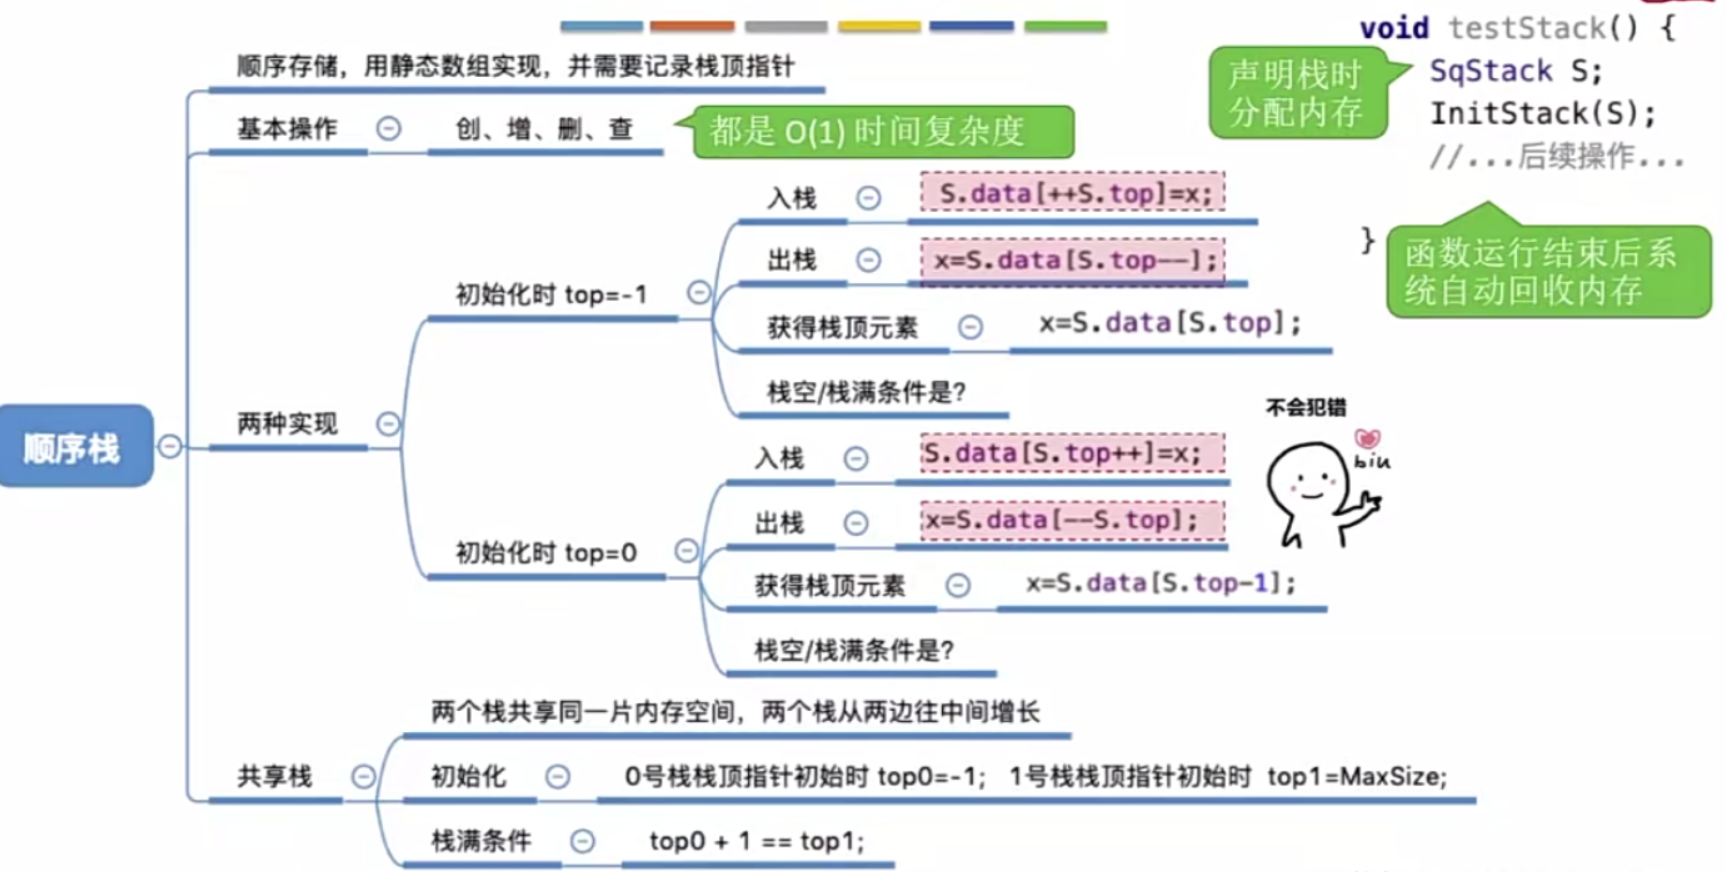 void testStack() {
声明栈时
分配内存
SqStack S;
InitStack(S);
//...后续操作...
}
函数运行结束后系
统自动回收内存
顺序栈
顺序存储，用静态数组实现，并需要记录栈顶指针
基本操作
创、增、删、查
都是 O(1) 时间复杂度
两种实现
初始化时 top=-1
入栈
S.data[++S.top]=x;
出栈
x=S.data[S.top--];
获得栈顶元素
x=S.data[S.top];
栈空/栈满条件是?
初始化时 top=0
入栈
S.data[S.top++]=x;
出栈
x=S.data[--S.top];
获得栈顶元素
x=S.data[S.top-1];
栈空/栈满条件是?
不会犯错
biu
共享栈
两个栈共享同一片内存空间，两个栈从两边往中间增长
初始化
0号栈栈顶指针初始时 top0=-1； 1号栈栈顶指针初始时 top1=MaxSize;
栈满条件
top0 + 1 == top1;